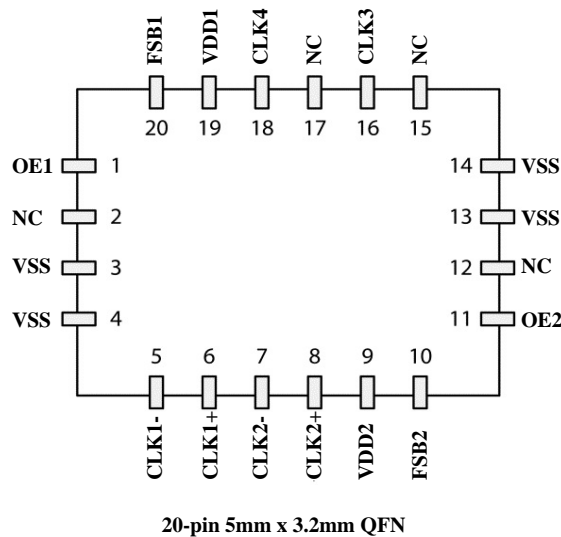 FSB1 VDD1 CLK4 NC CLK3 NC
20 19 18 17 16 15
OE1 1 14 VSS
NC 2 13 VSS
VSS 3 12 NC
VSS 4 11 OE2
5 6 7 8 9 10
CLK1- CLK1+ CLK2- CLK2+ VDD2 FSB2
20-pin 5mm x 3.2mm QFN